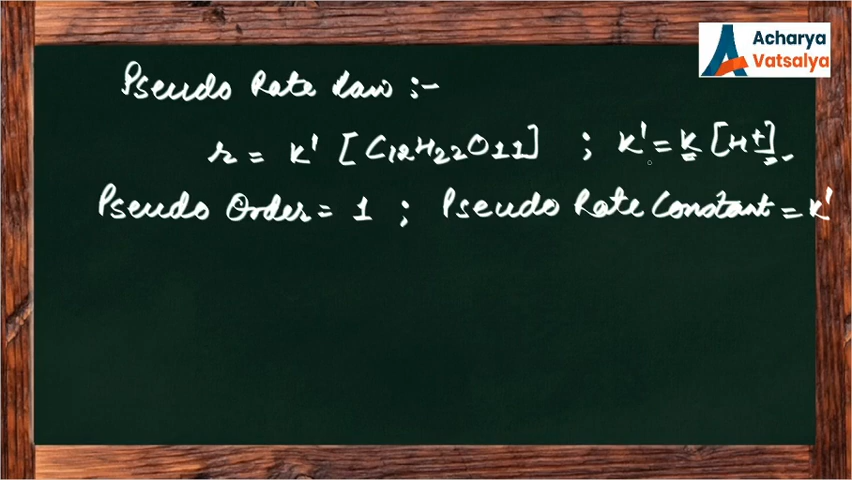 Acharya
Vatsalya
Pseudo Rate Law :-
r = K' [C12H22O11] ; K' = K [H+]
Pseudo Order = 1 ; Pseudo Rate Constant = K'